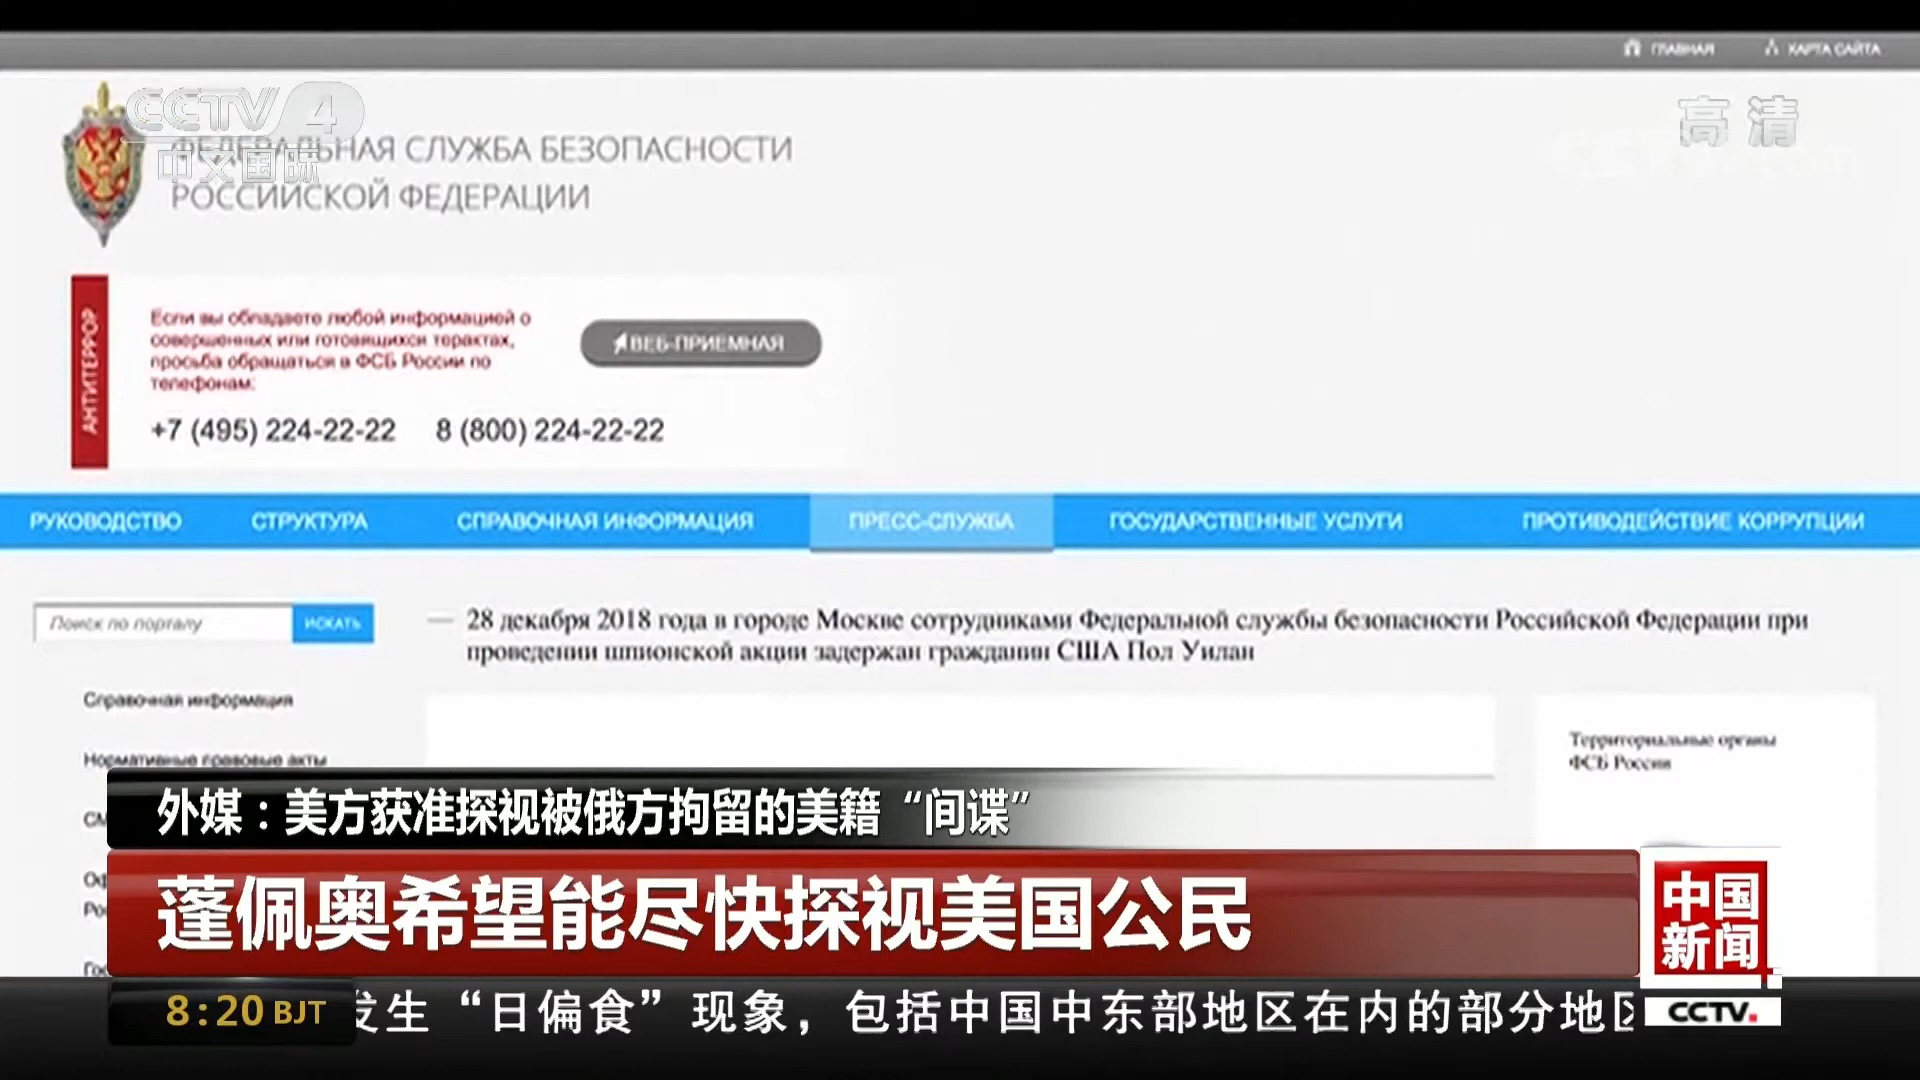 ГЛАВНАЯ КАРТА САЙТА
CCTV 4
中文国际
高清
ФЕДЕРАЛЬНАЯ СЛУЖБА БЕЗОПАСНОСТИ
РОССИЙСКОЙ ФЕДЕРАЦИИ
АНТИТЕРРОР
Если вы обладаете любой информацией о
совершенных или готовящихся терактах,
просьба обращаться в ФСБ России по
телефонам:
ВЕБ-ПРИЕМНАЯ
+7 (495) 224-22-22 8 (800) 224-22-22
РУКОВОДСТВО СТРУКТУРА СПРАВОЧНАЯ ИНФОРМАЦИЯ ПРЕСС-СЛУЖБА ГОСУДАРСТВЕННЫЕ УСЛУГИ ПРОТИВОДЕЙСТВИЕ КОРРУПЦИИ
Поиск по порталу ИСКАТЬ
— 28 декабря 2018 года в городе Москве сотрудниками Федеральной службы безопасности Российской Федерации при
проведении шпионской акции задержан гражданин США Пол Уилан
Справочная информация
Нормативные правовые акты
Территориальные органы
ФСБ России
外媒：美方获准探视被俄方拘留的美籍“间谍”
蓬佩奥希望能尽快探视美国公民
中国
新闻
8:20 BJT 发生“日偏食”现象，包括中国中东部地区在内的部分地区
CCTV.